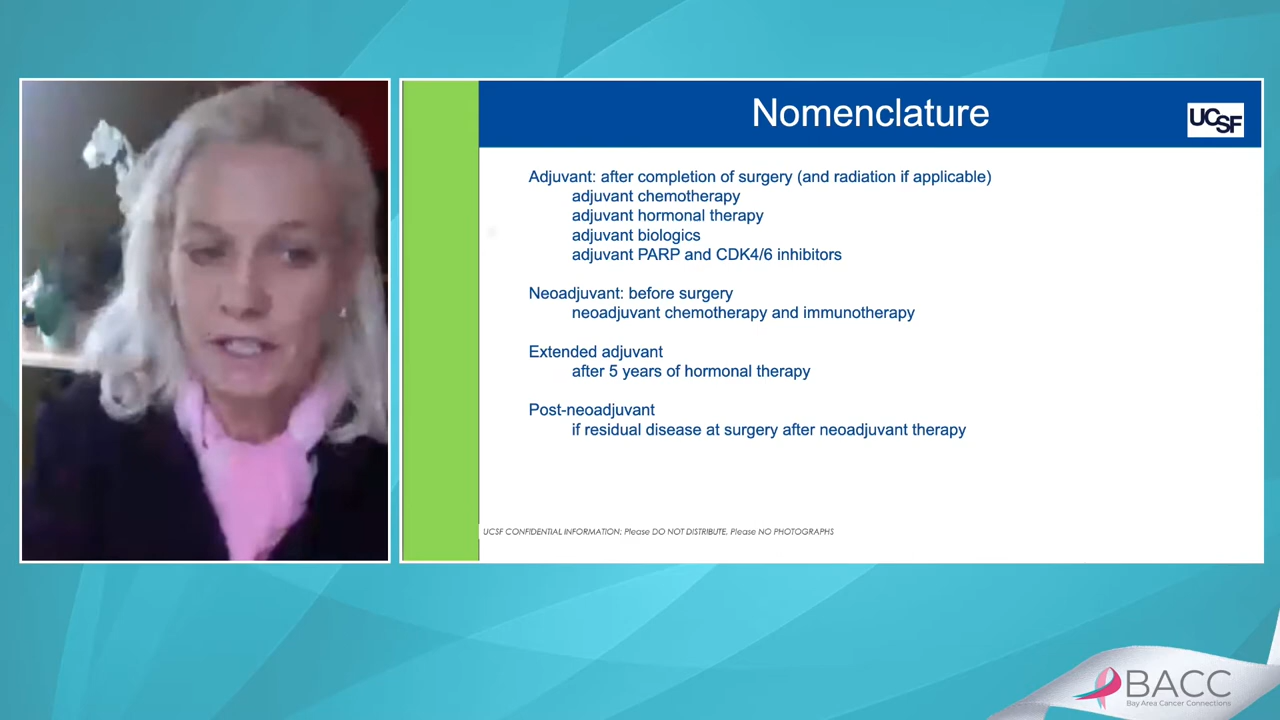 Nomenclature
UCSF
Adjuvant: after completion of surgery (and radiation if applicable)
adjuvant chemotherapy
adjuvant hormonal therapy
adjuvant biologics
adjuvant PARP and CDK4/6 inhibitors
Neoadjuvant: before surgery
neoadjuvant chemotherapy and immunotherapy
Extended adjuvant
after 5 years of hormonal therapy
Post-neoadjuvant
if residual disease at surgery after neoadjuvant therapy
UCSF CONFIDENTIAL INFORMATION: Please DO NOT DISTRIBUTE, Please NO PHOTOGRAPHS
BACC
Bay Area Cancer Connections